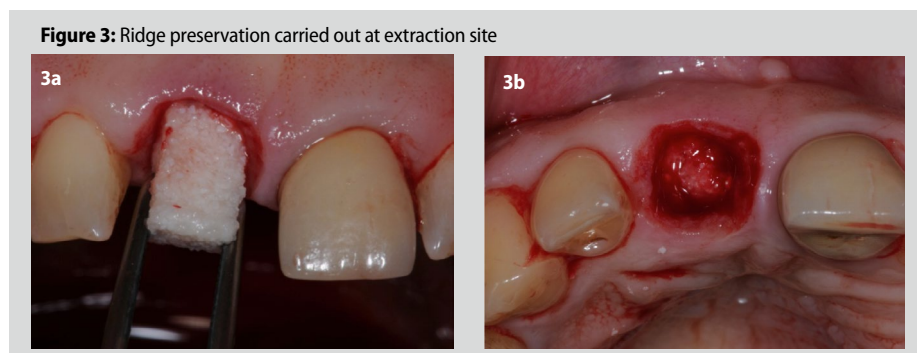 Figure 3: Ridge preservation carried out at extraction site
3a
3b